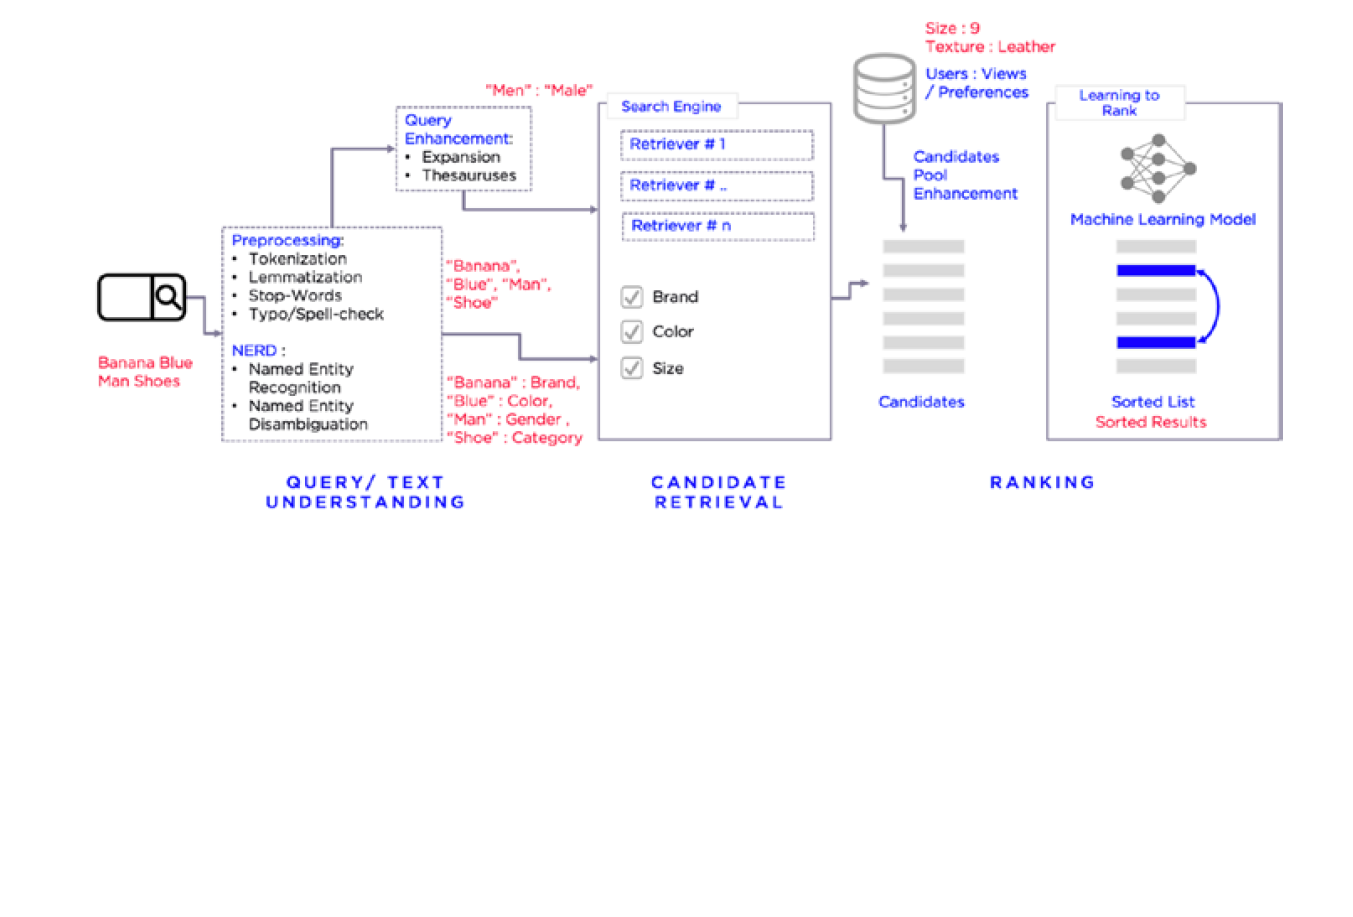 Banana Blue
Man Shoes
Preprocessing:
• Tokenization
• Lemmatization
• Stop-Words
• Typo/Spell-check
NERD :
• Named Entity
Recognition
• Named Entity
Disambiguation
QUERY/ TEXT
UNDERSTANDING
Query
Enhancement:
• Expansion
• Thesauruses
"Men" : "Male"
"Banana",
"Blue", "Man",
"Shoe"
"Banana" : Brand,
"Blue" : Color,
"Man" : Gender ,
"Shoe" : Category
Search Engine
Retriever # 1
Retriever # ..
Retriever # n
Brand
Color
Size
CANDIDATE
RETRIEVAL
Size : 9
Texture : Leather
Users : Views
/ Preferences
Candidates
Pool
Enhancement
Candidates
Learning to
Rank
Machine Learning Model
Sorted List
Sorted Results
RANKING